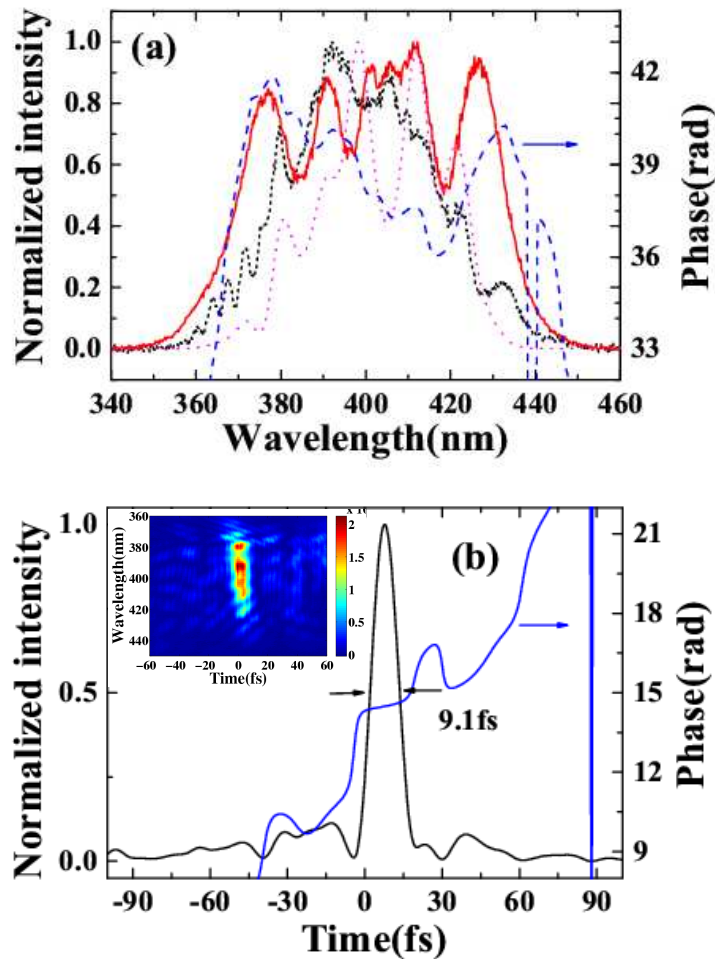 (a)
Normalized intensity
1.0
0.8
0.6
0.4
0.2
0.0
42
39
36
33
Phase(rad)
340 360 380 400 420 440 460
Wavelength(nm)
(b)
Normalized intensity
1.0
0.5
0.0
21
18
15
12
9
Phase(rad)
9.1fs
-90 -60 -30 0 30 60 90
Time(fs)
Wavelength(nm)
360
380
400
420
440
−60 −40 −20 0 20 40 60
Time(fs)
2
1.5
1
0.5
0